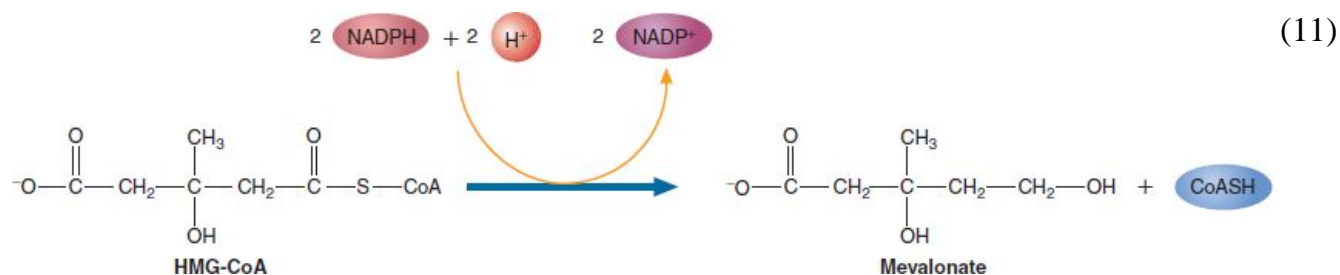 2 NADPH + 2 H⁺ 2 NADP⁺ (11)
O CH₃ O O CH₃
⁻O—C—CH₂—C—CH₂—C—S—CoA ⁻O—C—CH₂—C—CH₂—CH₂—OH + CoASH
OH OH
HMG-CoA Mevalonate